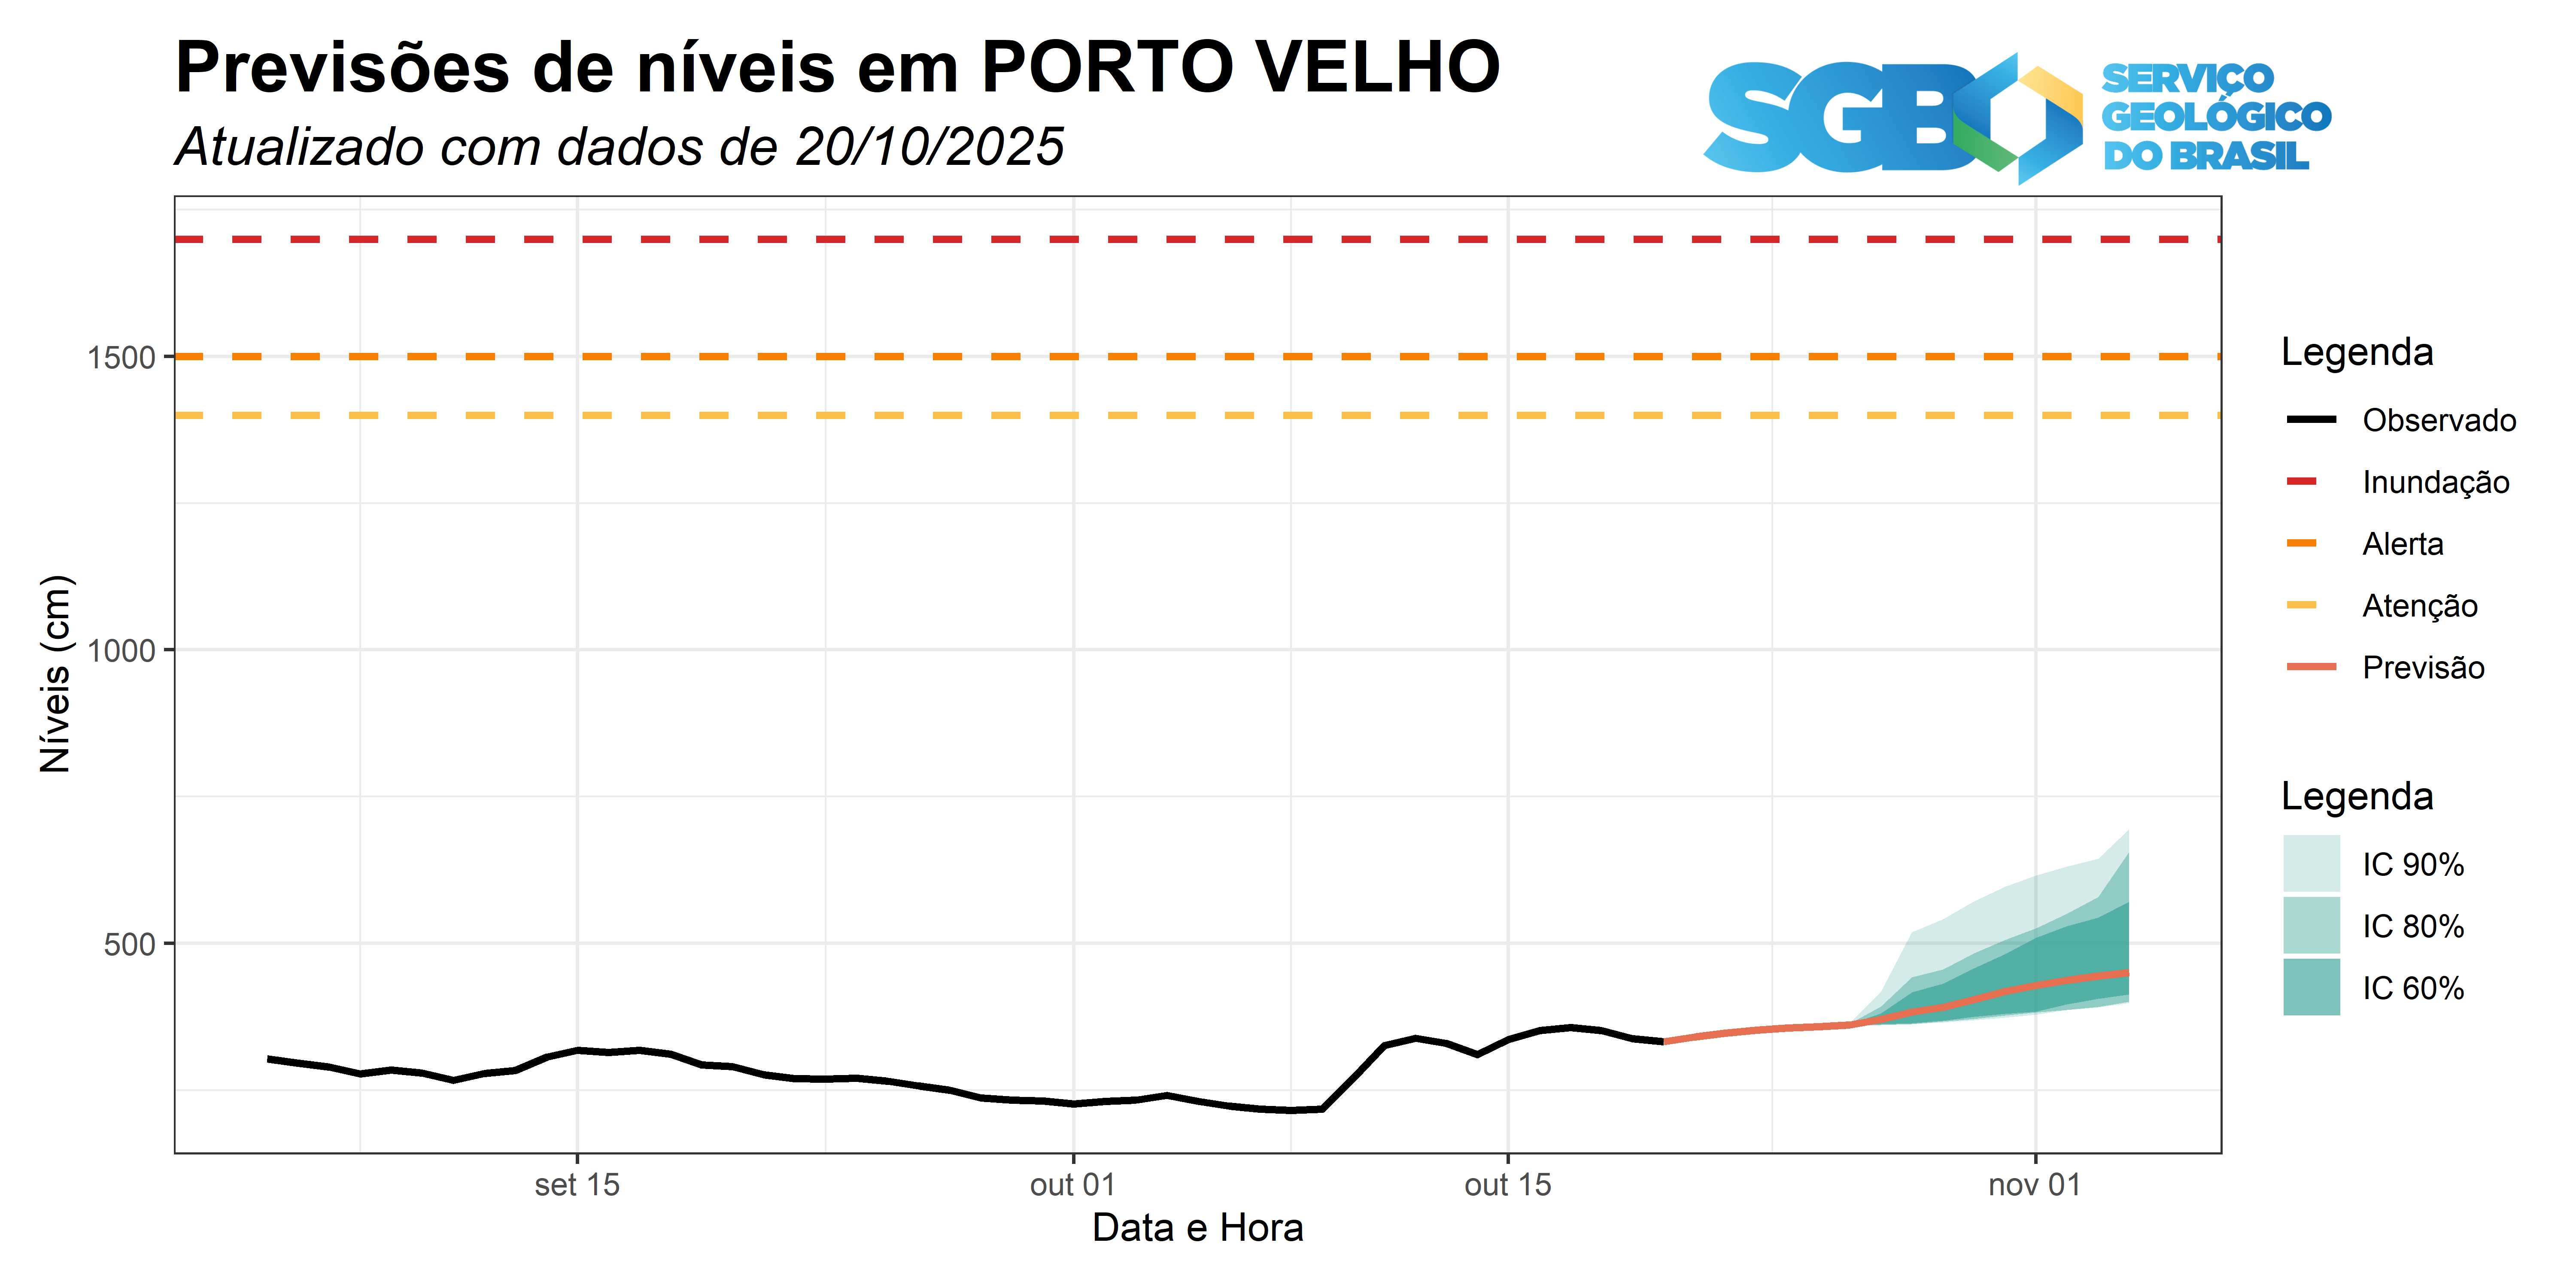 Previsões de níveis em PORTO VELHO
Atualizado com dados de 20/10/2025
SGB
SERVIÇO
GEOLÓGICO
DO BRASIL
Níveis (cm)
1500
1000
500
set 15
out 01
out 15
nov 01
Data e Hora
Legenda
Observado
Inundação
Alerta
Atenção
Previsão
Legenda
IC 90%
IC 80%
IC 60%